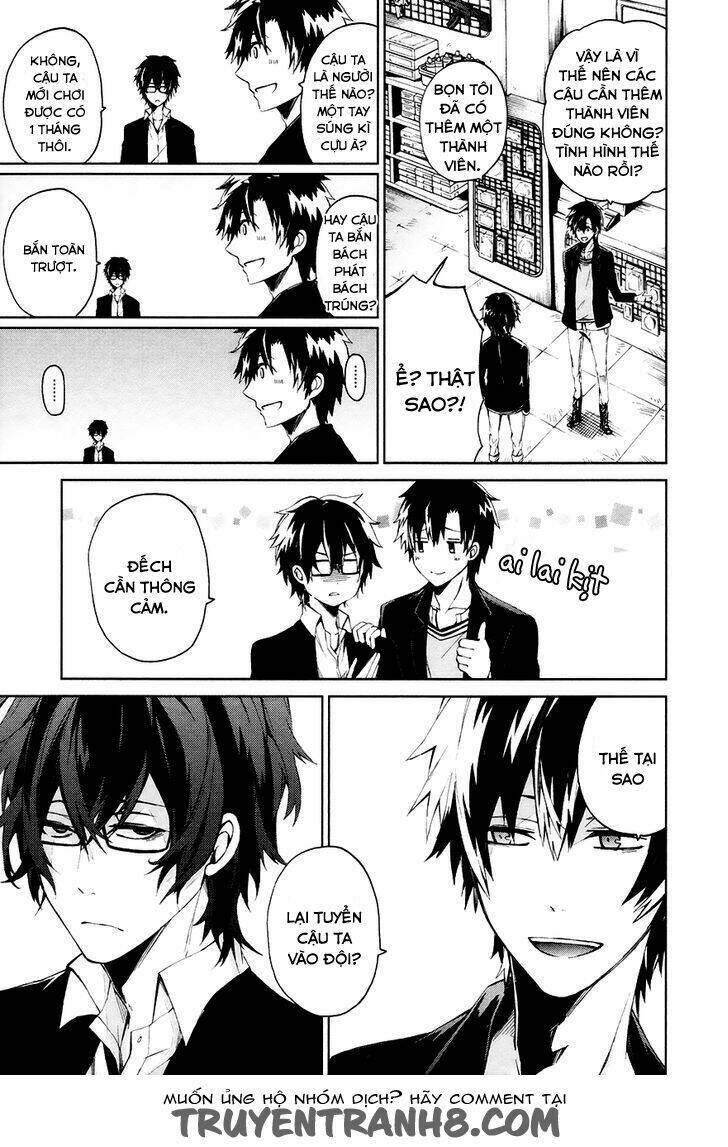 VẬY LÀ VÌ
THẾ NÊN CÁC
CẬU CẦN THÊM
THÀNH VIÊN
ĐÚNG KHÔNG?
TÌNH HÌNH THẾ
NÀO RỒI?
BỌN TÔI
ĐÃ CÓ
THÊM MỘT
THÀNH
VIÊN.
Ể? THẬT
SAO?!
CẬU TA
LÀ NGƯỜI
THẾ NÀO?
MỘT TAY
SÚNG KÌ
CỰU À?
KHÔNG,
CẬU TA
MỚI CHƠI
ĐƯỢC CÓ
1 THÁNG
THÔI.
HAY CẬU
TA BẮN
BÁCH
PHÁT
BÁCH
TRÚNG?
BẮN TOÀN
TRƯỢT.
ai lai kịt
ĐẾCH
CẦN THÔNG
CẢM.
THẾ TẠI
SAO
LẠI TUYỂN
CẬU TA
VÀO ĐỘI?
MUỐN ỦNG HỘ NHÓM DỊCH? HÃY COMMENT TẠI
TRUYENTRANH8.COM